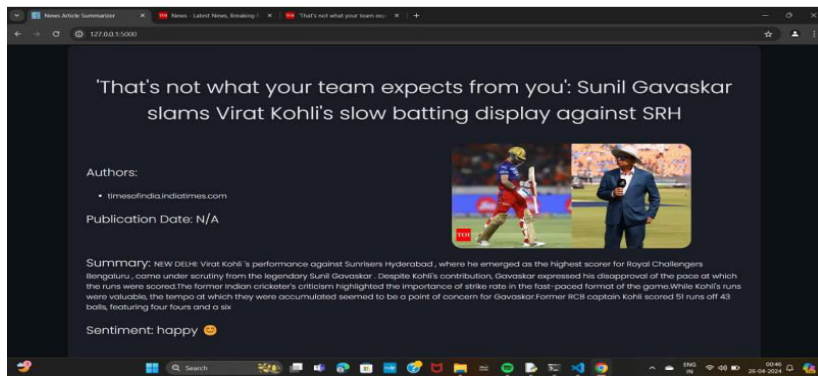 News Article Summarizer
News - Latest News, Breaking
'That's not what your team exp
127.0.0.1:5000
'That's not what your team expects from you': Sunil Gavaskar
slams Virat Kohli's slow batting display against SRH
Authors:
timesofindia.indiatimes.com
Publication Date: N/A
TOI
Summary: NEW DELHI: Virat Kohli 's performance against Sunrisers Hyderabad , where he emerged as the highest scorer for Royal Challengers
Bengaluru , came under scrutiny from the legendary Sunil Gavaskar . Despite Kohli's contribution, Gavaskar expressed his disapproval of the pace at which
the runs were scored.The former Indian cricketer's criticism highlighted the importance of strike rate in the fast-paced format of the game.While Kohli's runs
were valuable, the tempo at which they were accumulated seemed to be a point of concern for Gavaskar.Former RCB captain Kohli scored 51 runs off 43
balls, featuring four fours and a six
Sentiment: happy 😊
Search
ENG
IN
00:46
26-04-2024